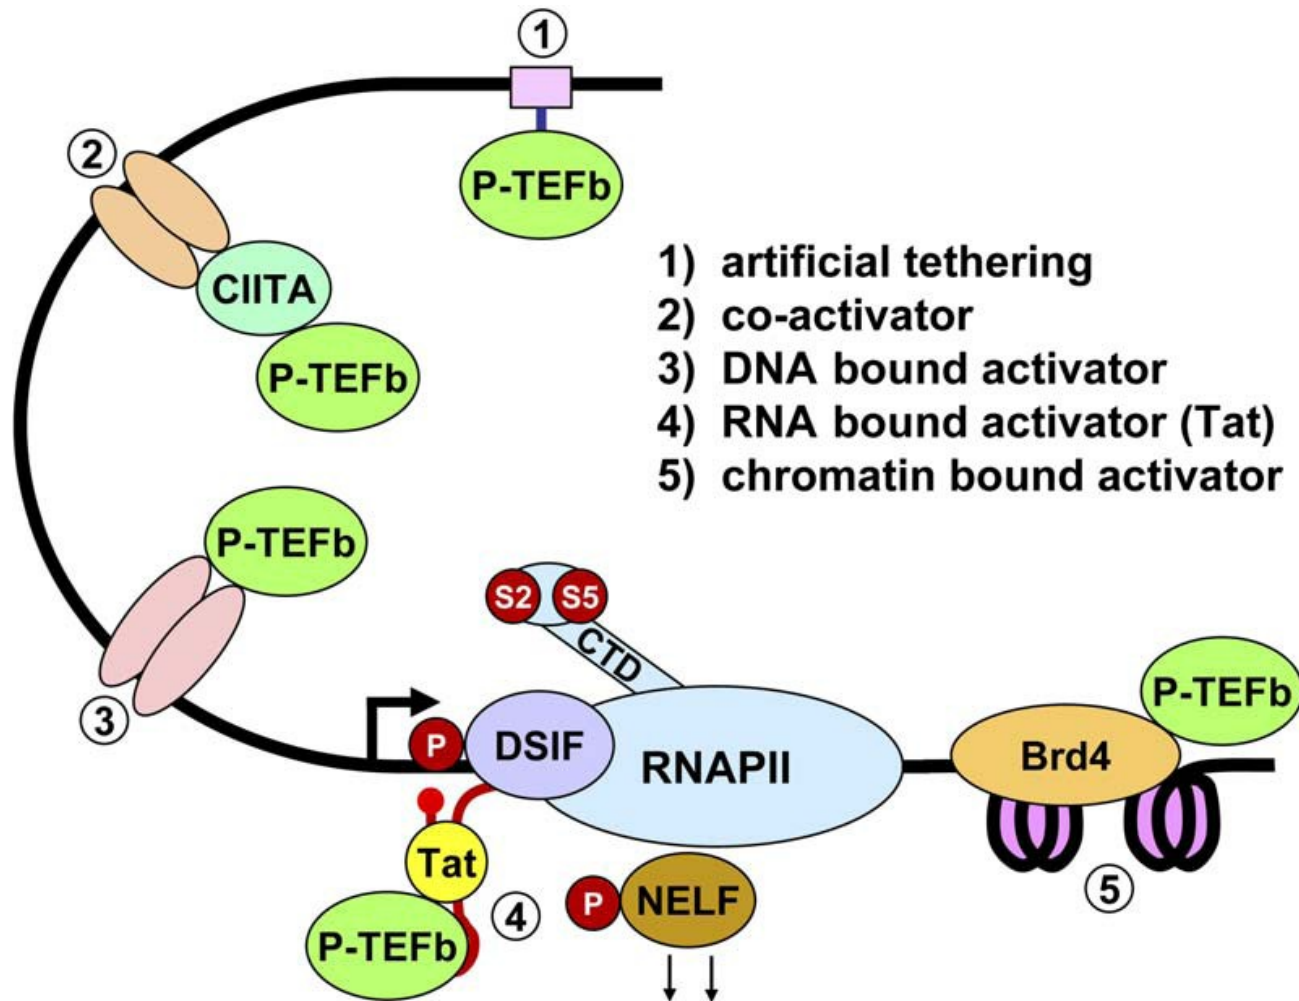 1
P-TEFb
2
CIITA
P-TEFb
1) artificial tethering
2) co-activator
3) DNA bound activator
4) RNA bound activator (Tat)
5) chromatin bound activator
P-TEFb
3
S2 S5
CTD
P DSIF
RNAPII
P-TEFb
Brd4
Tat
P-TEFb
4
P NELF
5